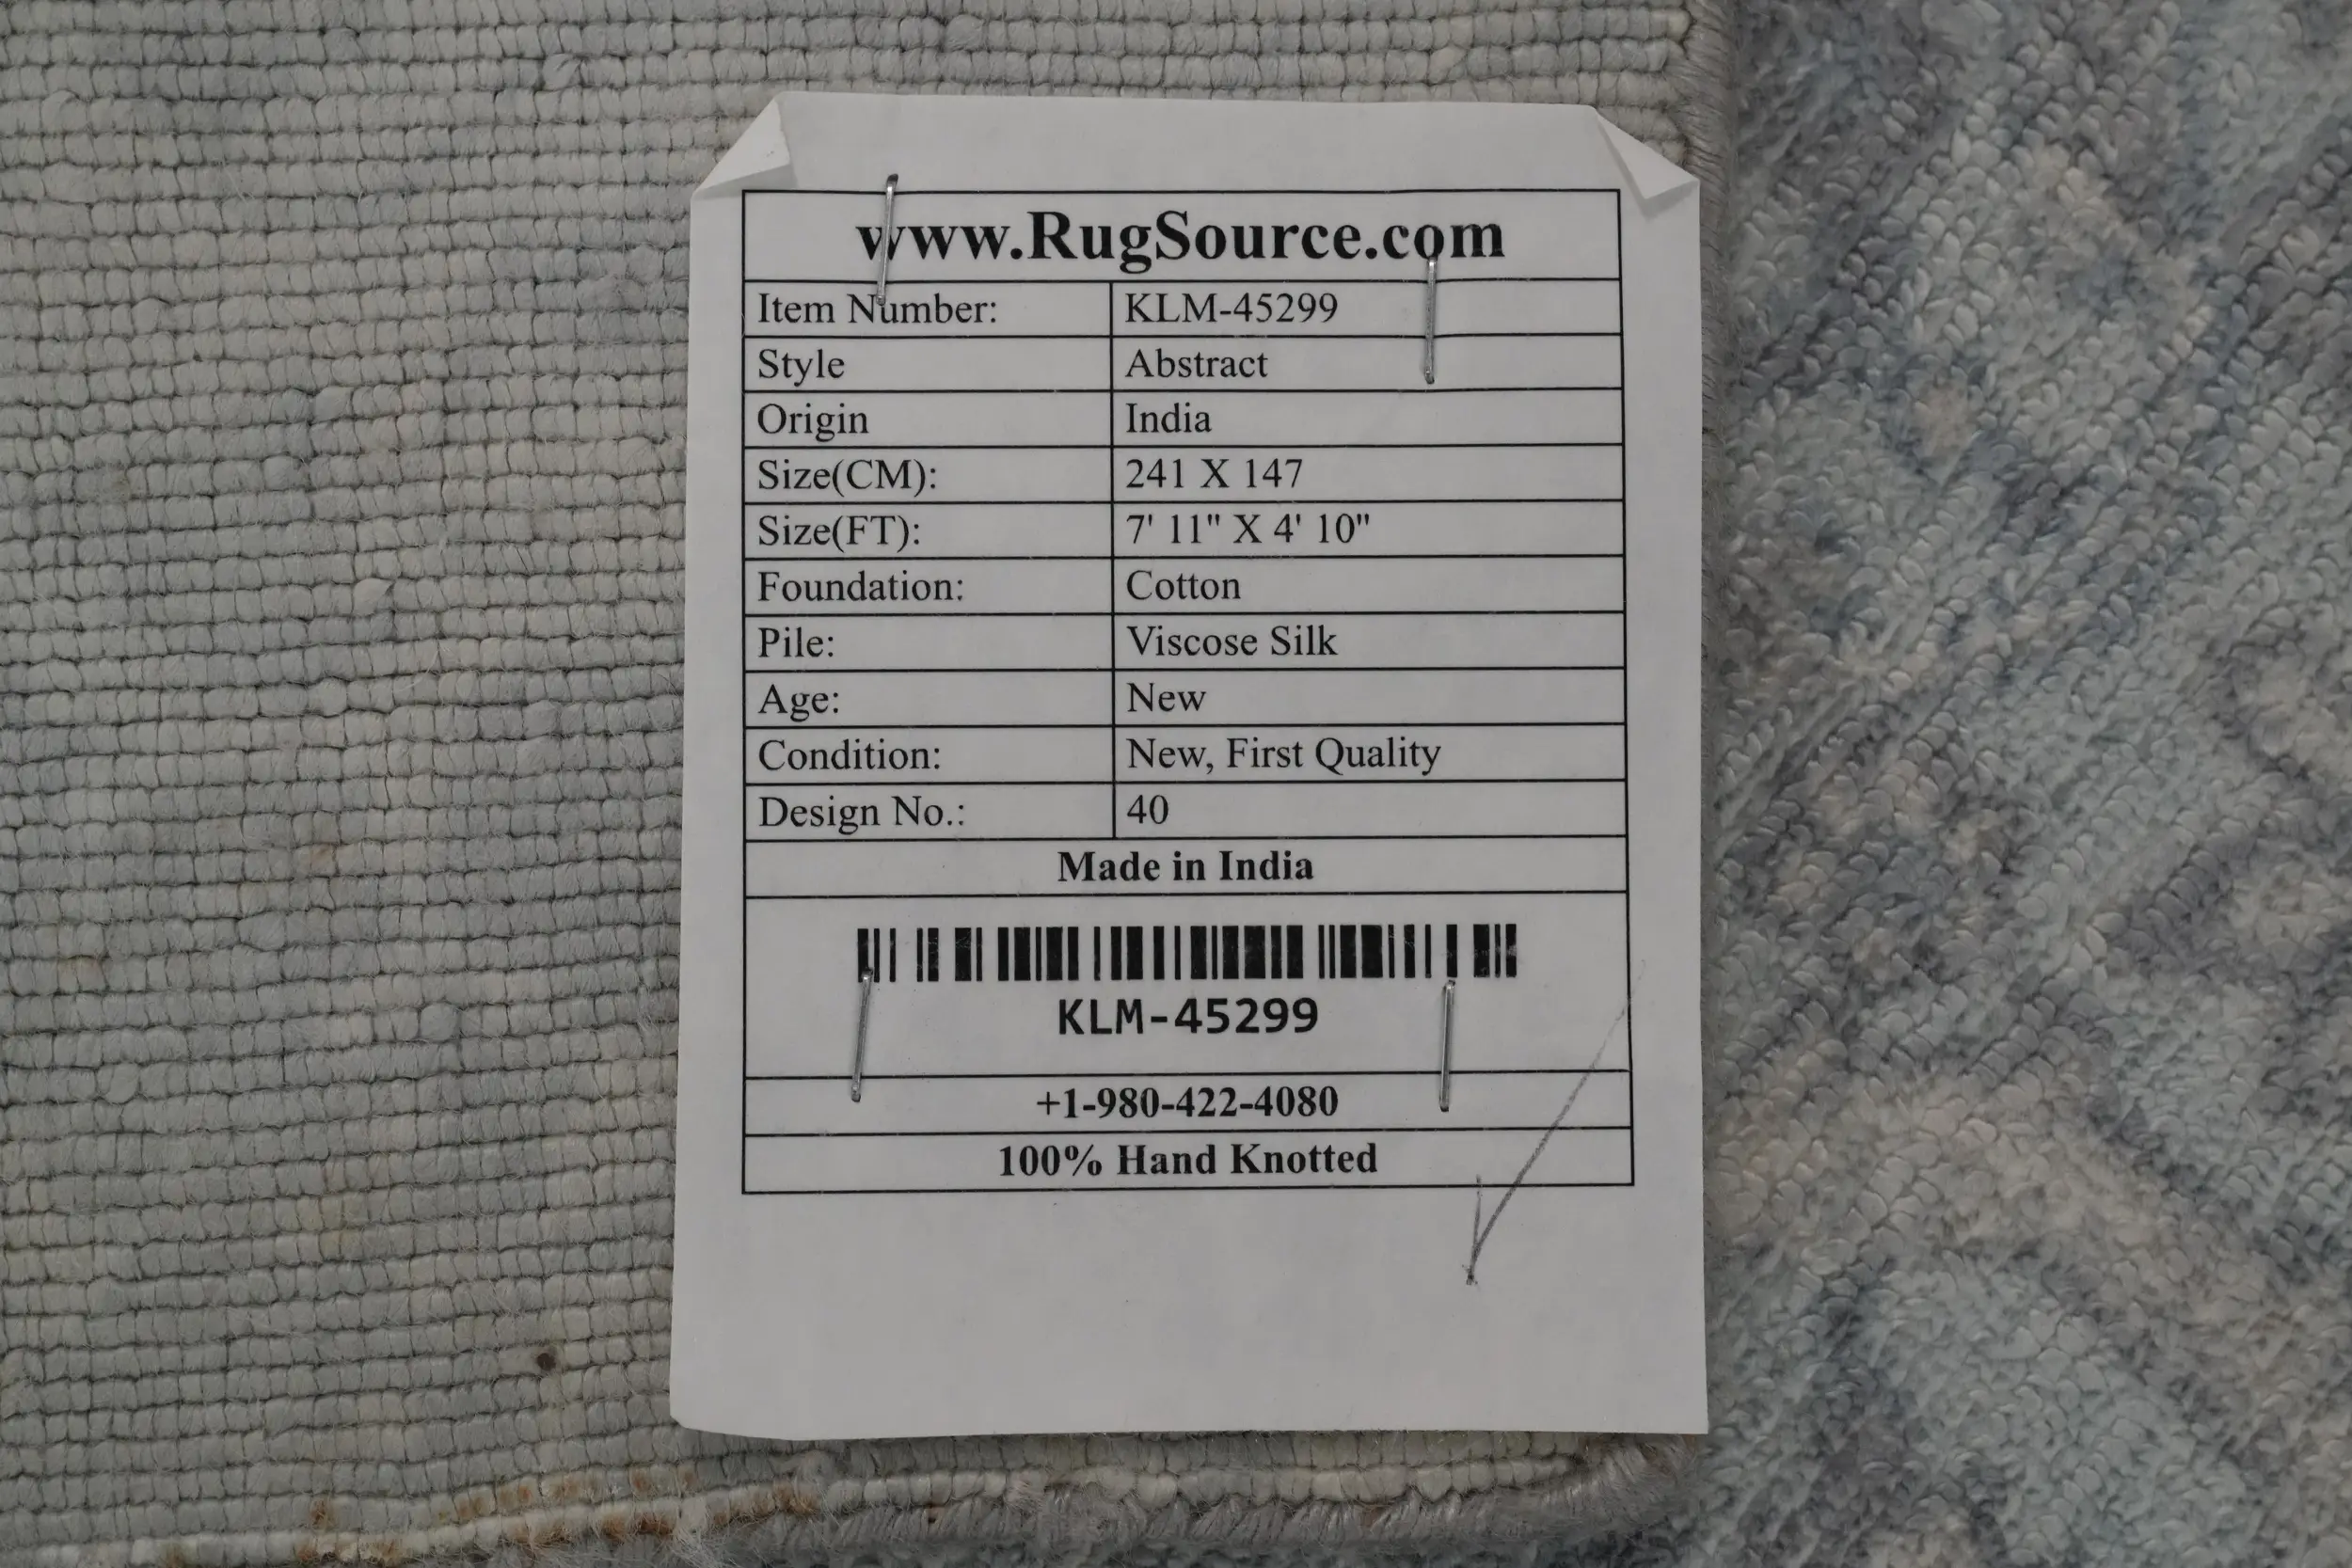 www.RugSource.com
Item Number: KLM-45299
Style Abstract
Origin India
Size(CM): 241 X 147
Size(FT): 7' 11" X 4' 10"
Foundation: Cotton
Pile: Viscose Silk
Age: New
Condition: New, First Quality
Design No.: 40
Made in India
KLM-45299
+1-980-422-4080
100% Hand Knotted